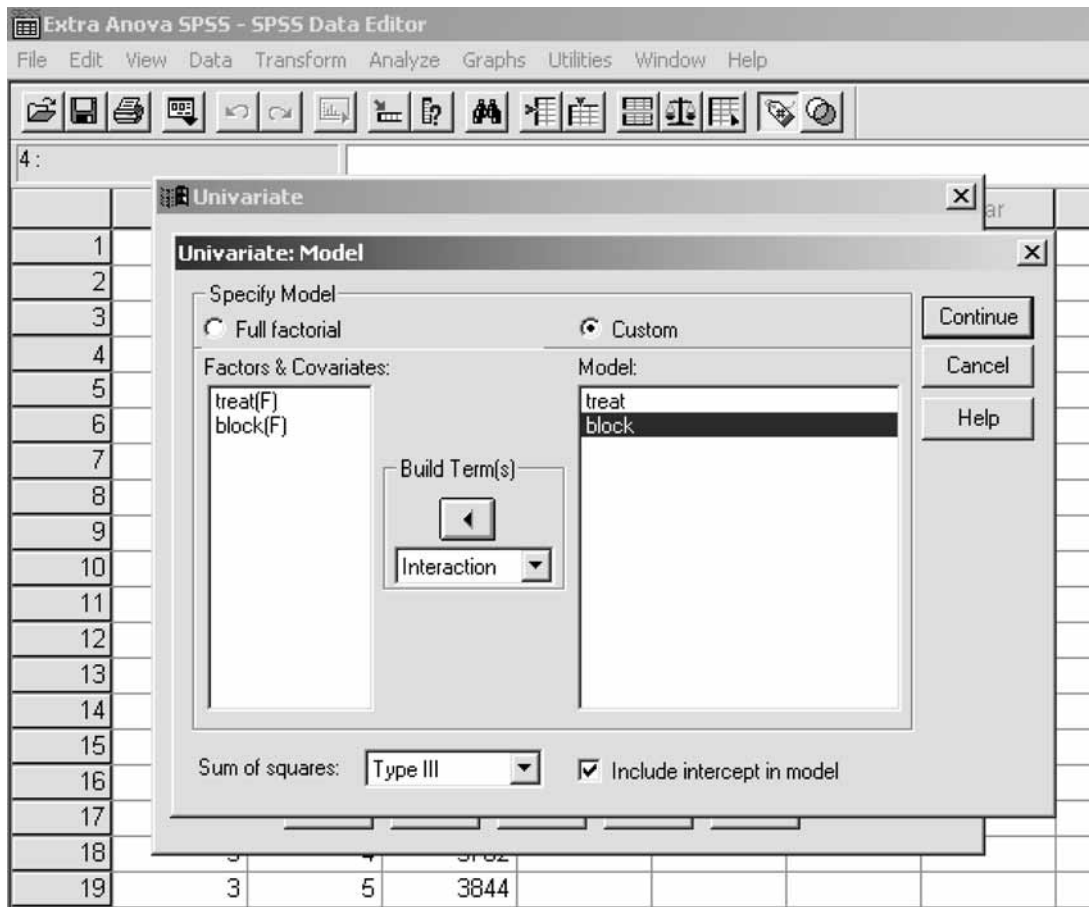 Extra Anova SPSS - SPSS Data Editor
File Edit View Data Transform Analyze Graphs Utilities Window Help
4 :
Univariate
ar
Univariate: Model
Specify Model
Full factorial
Custom
Continue
Cancel
Help
Factors & Covariates:
treat(F)
block(F)
Build Term(s)
Interaction
Model:
treat
block
Sum of squares: Type III
Include intercept in model
1
2
3
4
5
6
7
8
9
10
11
12
13
14
15
16
17
18
19 3 5 3844